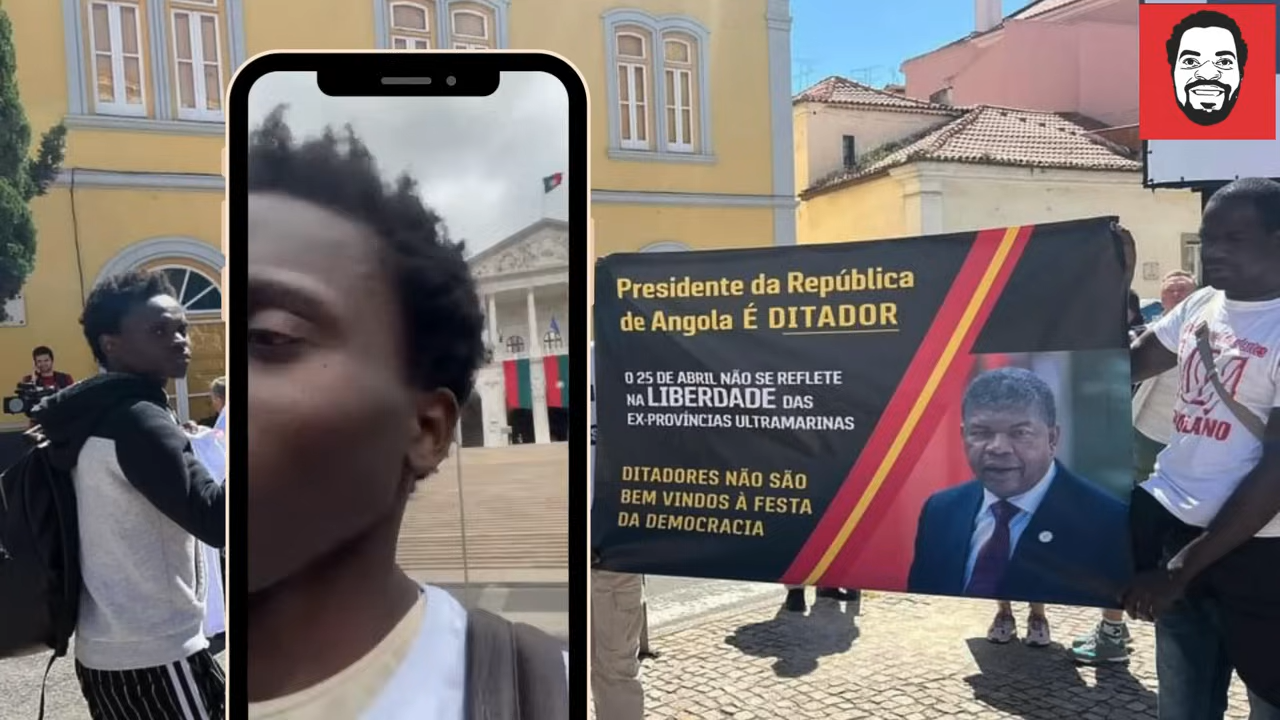 Presidente da República
de Angola É DITADOR
O 25 DE ABRIL NÃO SE REFLETE
NA LIBERDADE DAS
EX-PROVÍNCIAS ULTRAMARINAS
DITADORES NÃO SÃO
BEM VINDOS À FESTA
DA DEMOCRACIA